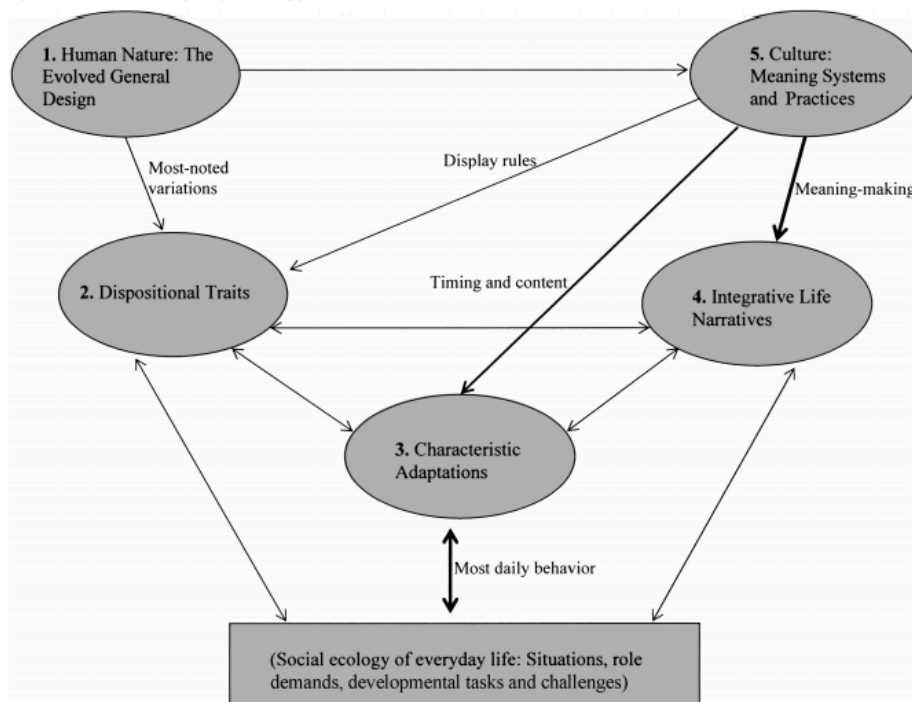 1. Human Nature: The
Evolved General
Design
5. Culture:
Meaning Systems
and Practices
Most-noted
variations
Display rules
Meaning-making
2. Dispositional Traits
Timing and content
4. Integrative Life
Narratives
3. Characteristic
Adaptations
Most daily behavior
(Social ecology of everyday life: Situations, role
demands, developmental tasks and challenges)